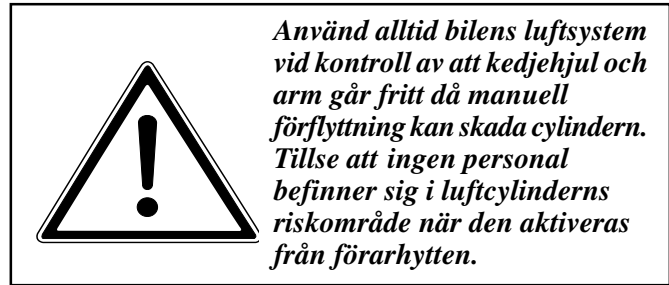 Använd alltid bilens luftsystem
vid kontroll av att kedjehjul och
arm går fritt då manuell
förflyttning kan skada cylindern.
Tillse att ingen personal
befinner sig i luftcylinderns
riskområde när den aktiveras
från förarhytten.